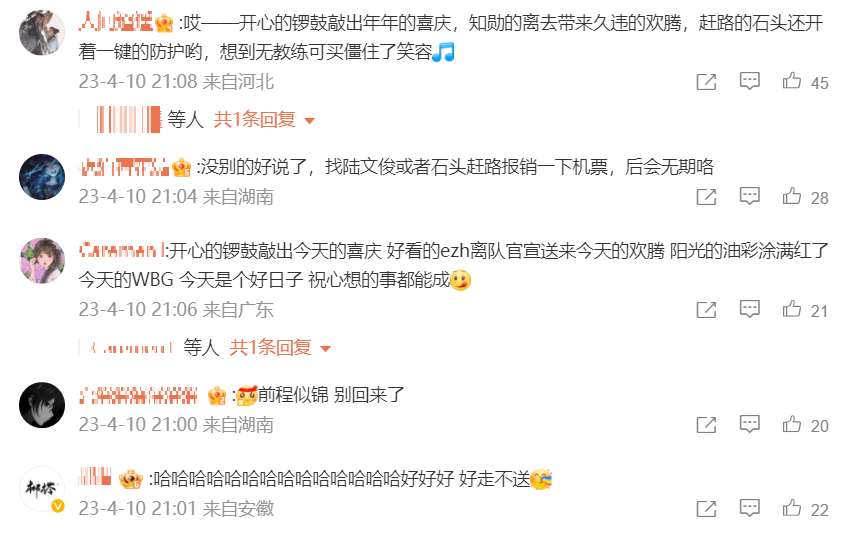 :哎——开心的锣鼓敲出年年的喜庆，知勋的离去带来久违的欢腾，赶路的石头还开
着一键的防护哟，想到无教练可买僵住了笑容
23-4-10 21:08 来自河北
45
等人 共1条回复
:没别的好说了，找陆文俊或者石头赶路报销一下机票，后会无期咯
23-4-10 21:04 来自湖南
28
:开心的锣鼓敲出今天的喜庆 好看的ezh离队官宣送来今天的欢腾 阳光的油彩涂满红了
今天的WBG 今天是个好日子 祝心想的事都能成
23-4-10 21:06 来自广东
21
等人 共1条回复
:前程似锦 别回来了
23-4-10 21:00 来自湖南
20
:哈哈哈哈哈哈哈哈哈哈哈哈哈哈好好好 好走不送
23-4-10 21:01 来自安徽
22